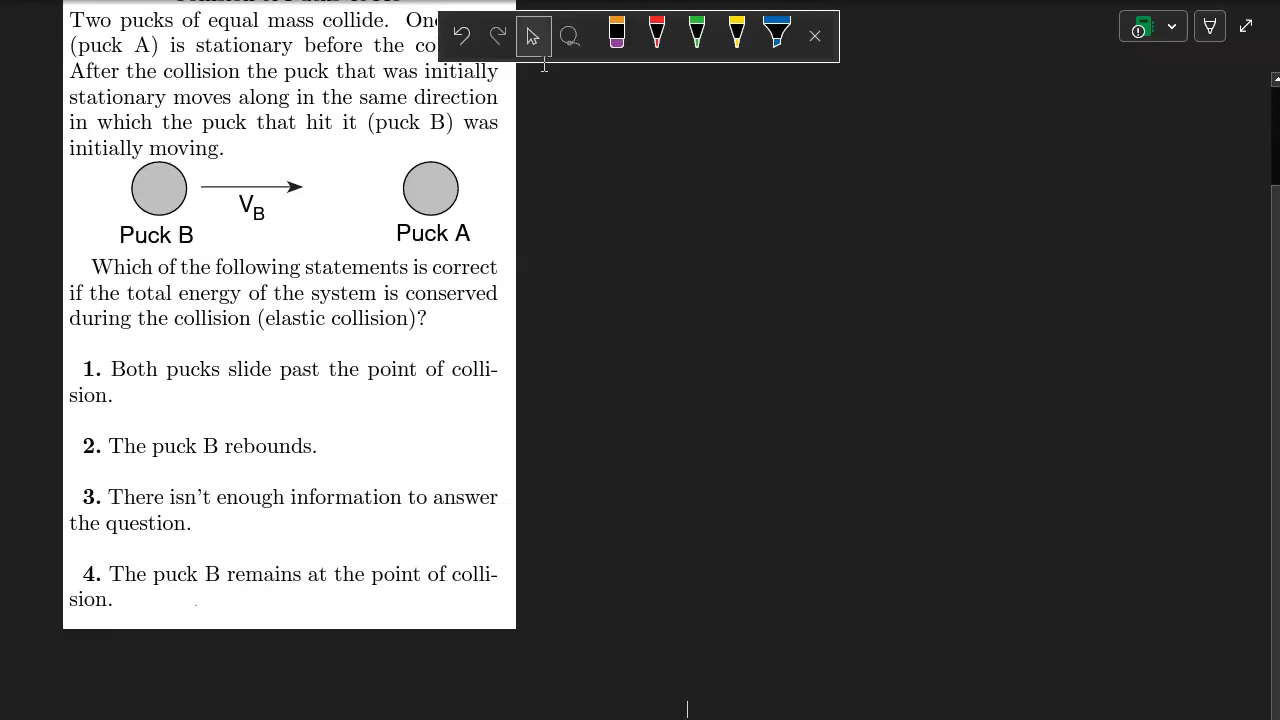 Two pucks of equal mass collide. One
(puck A) is stationary before the
After the collision the puck that was initially
stationary moves along in the same direction
in which the puck that hit it (puck B) was
initially moving.
V_B
Puck B
Puck A
Which of the following statements is correct
if the total energy of the system is conserved
during the collision (elastic collision)?
1. Both pucks slide past the point of colli-
sion.
2. The puck B rebounds.
3. There isn't enough information to answer
the question.
4. The puck B remains at the point of colli-
sion.